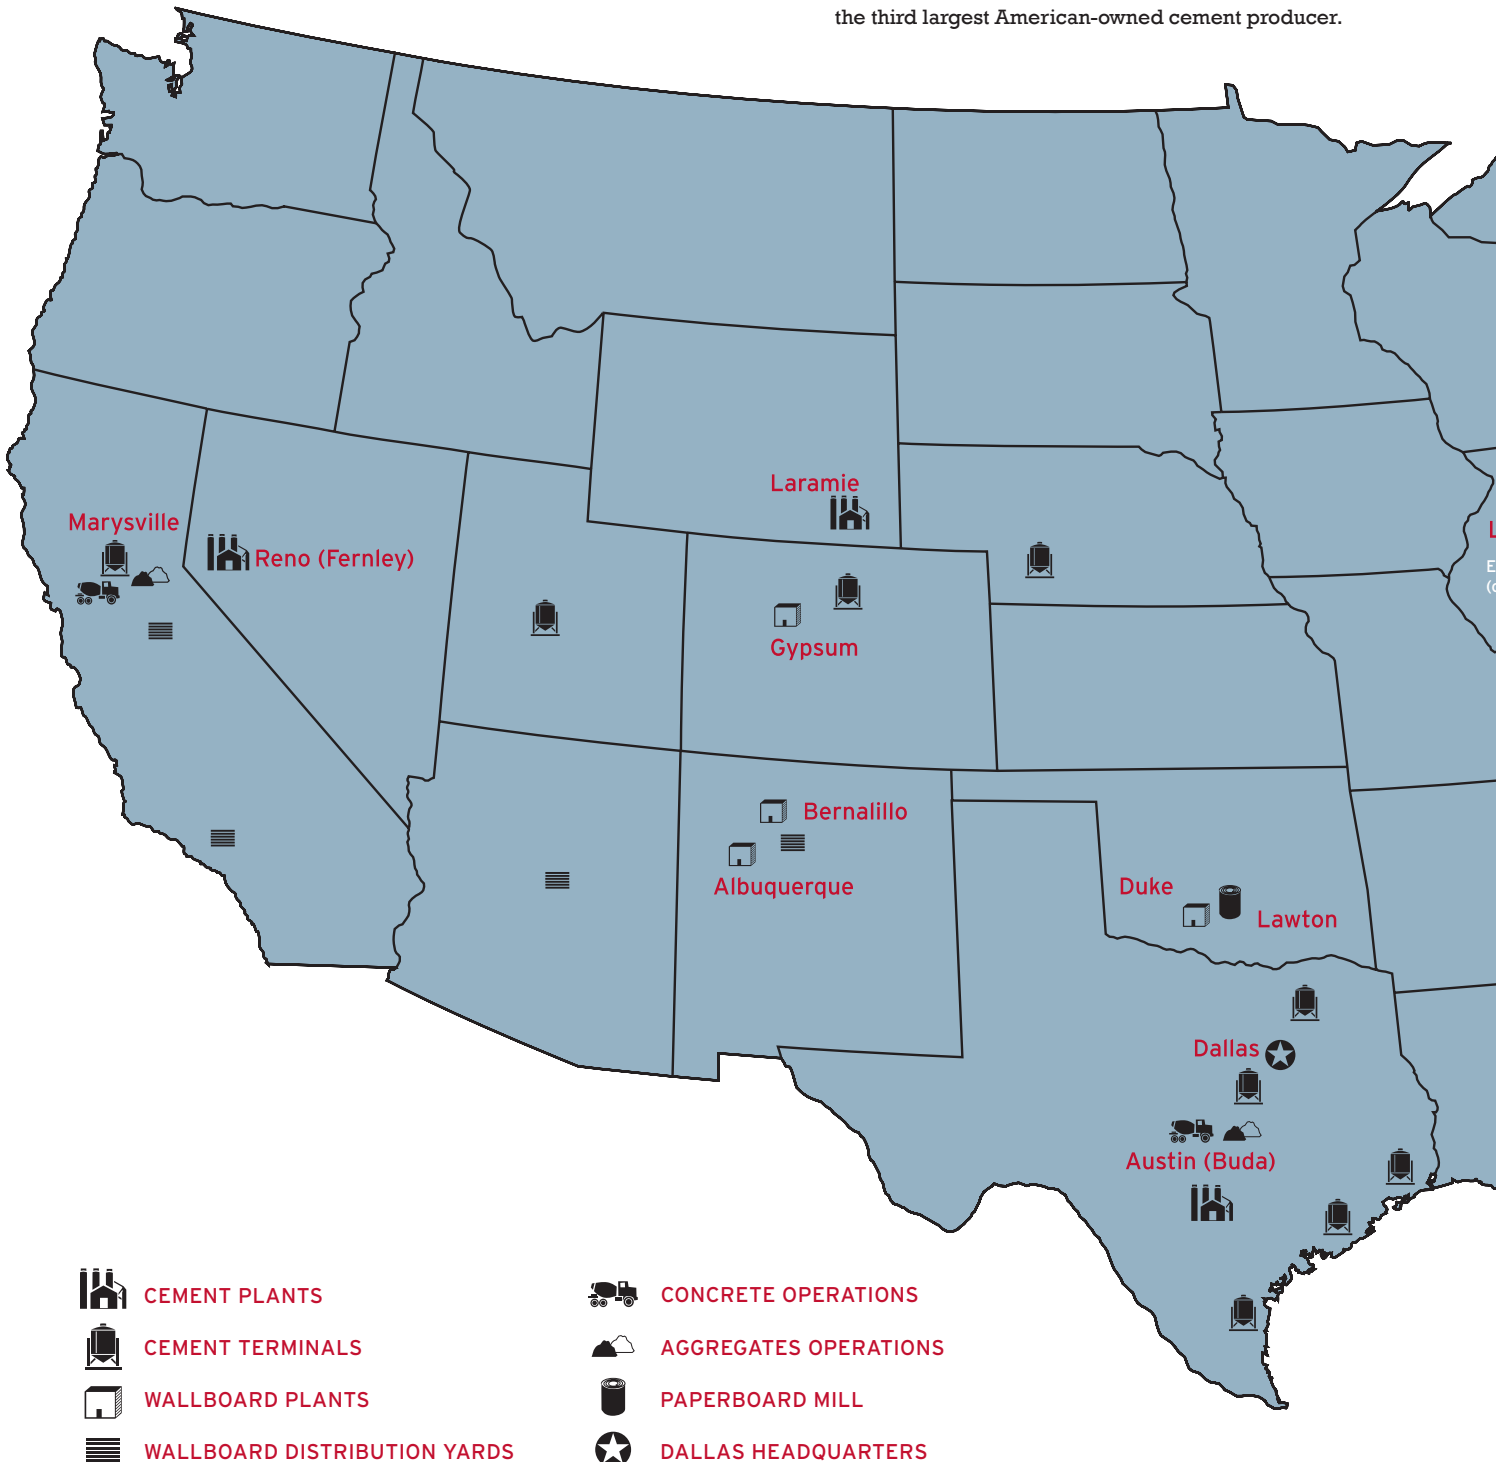 the third largest American-owned cement producer.
Laramie
Marysville
Reno (Fernley)
L
E
(c
Gypsum
Bernalillo
Albuquerque
Duke
Lawton
Dallas
Austin (Buda)
CEMENT PLANTS
CONCRETE OPERATIONS
CEMENT TERMINALS
AGGREGATES OPERATIONS
WALLBOARD PLANTS
PAPERBOARD MILL
WALLBOARD DISTRIBUTION YARDS
DALLAS HEADQUARTERS